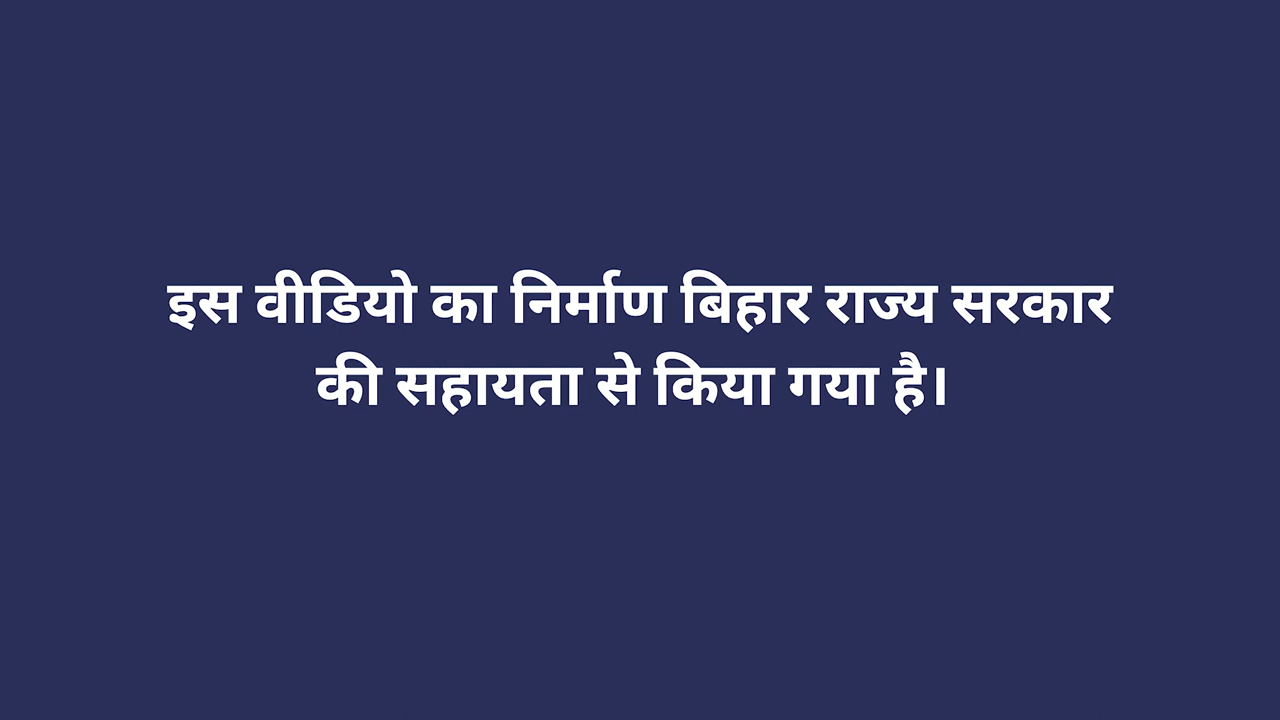 इस वीडियो का निर्माण बिहार राज्य सरकार
की सहायता से किया गया है।